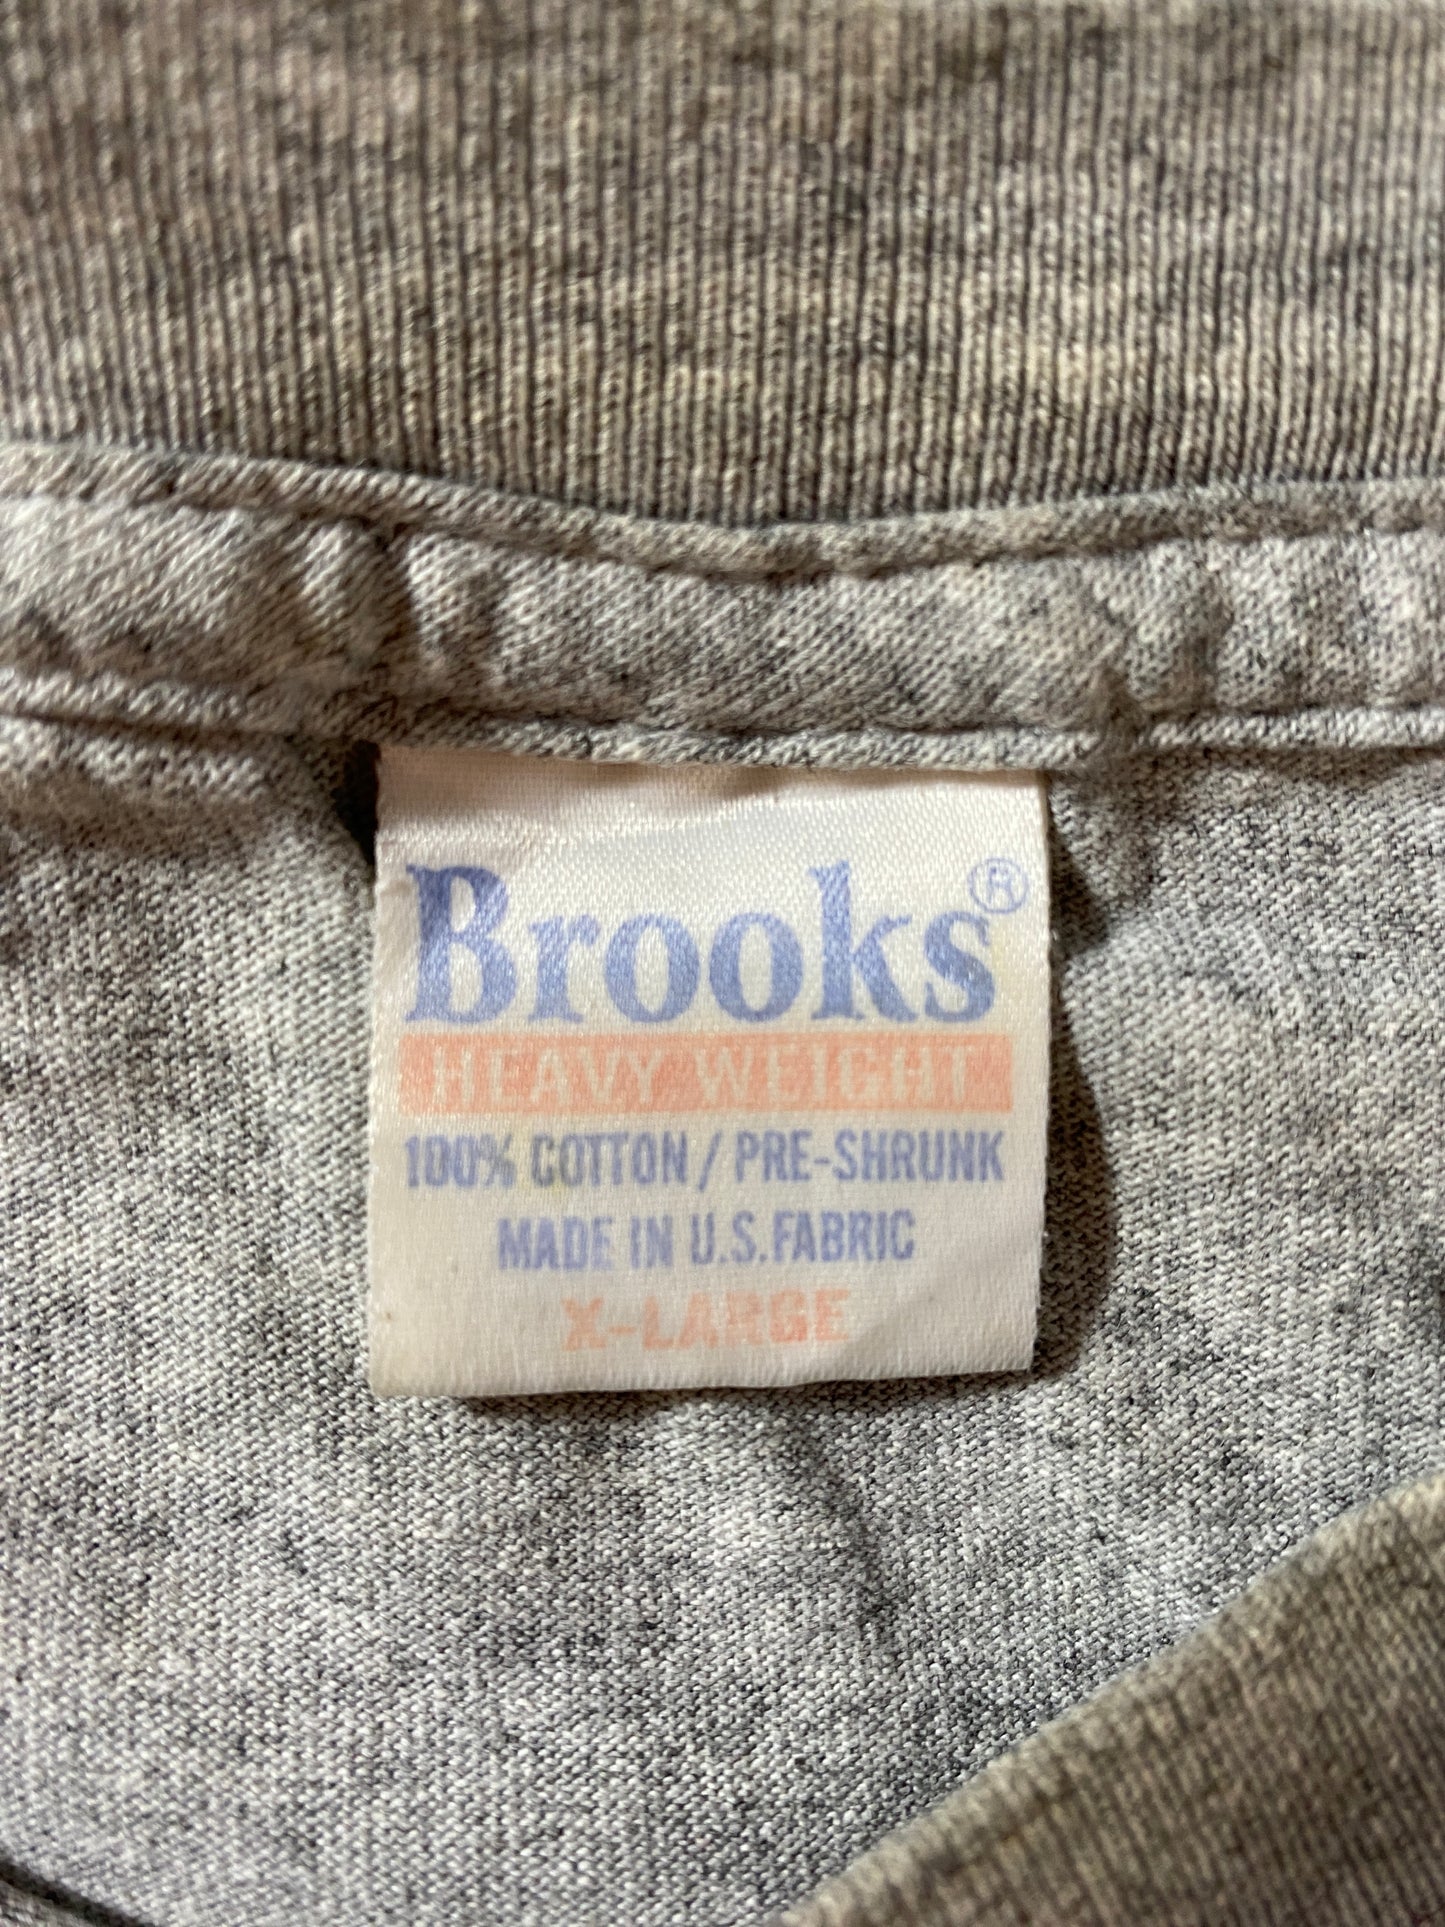 Brooks®
HEAVY WEIGHT
100% COTTON / PRE-SHRUNK
MADE IN U.S.FABRIC
X-LARGE